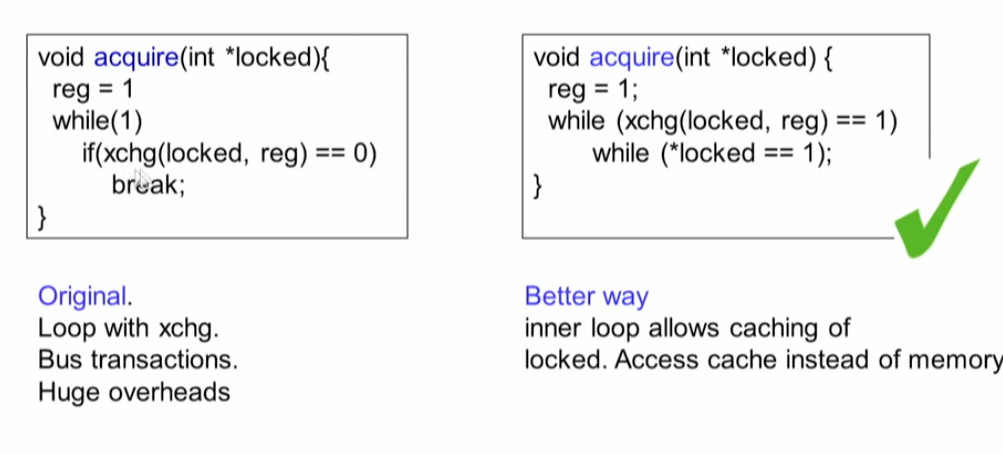 void acquire(int *locked){
reg = 1
while(1)
if(xchg(locked, reg) == 0)
break;
}
Original.
Loop with xchg.
Bus transactions.
Huge overheads
void acquire(int *locked) {
reg = 1;
while (xchg(locked, reg) == 1)
while (*locked == 1);
}
Better way
inner loop allows caching of
locked. Access cache instead of memory